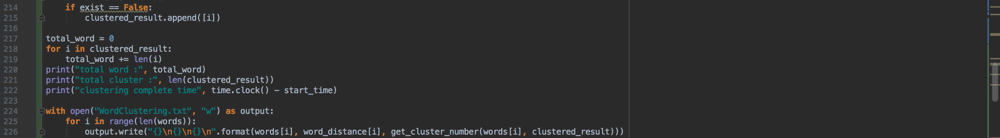 214 if exist == False:
215 clustered_result.append([i])
216
217 total_word = 0
218 for i in clustered_result:
219 total_word += len(i)
220 print("total word :", total_word)
221 print("total cluster :", len(clustered_result))
222 print("clustering complete time", time.clock() - start_time)
223
224 with open("WordClustering.txt", "w") as output:
225 for i in range(len(words)):
226 output.write("{}\n{}\n{}\n".format(words[i], word_distance[i], get_cluster_number(words[i], clustered_result)))